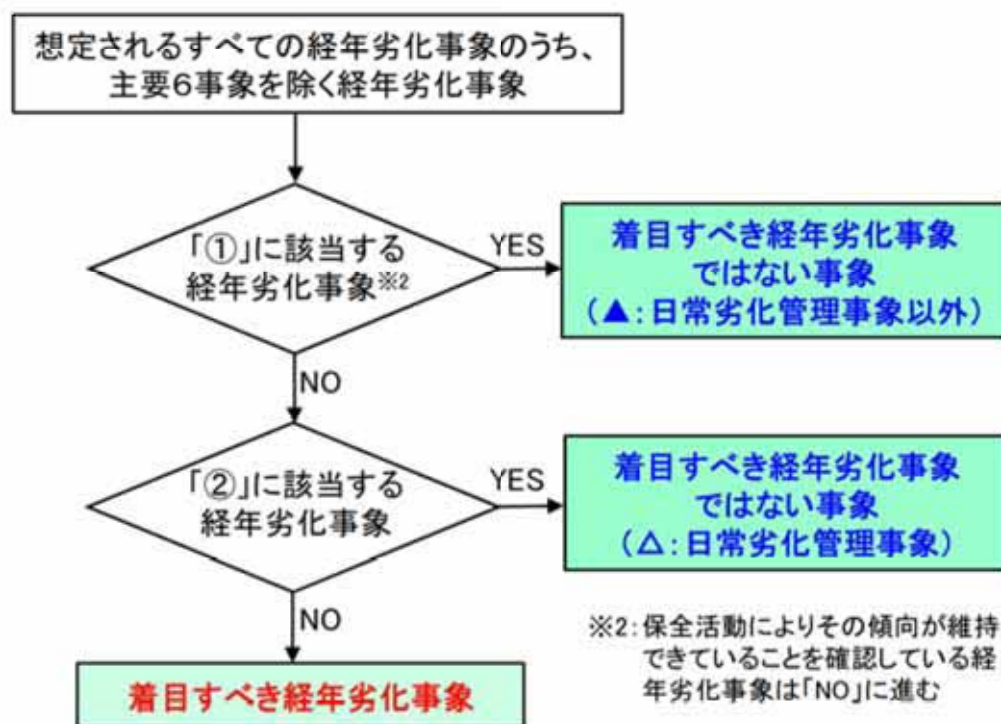 想定されるすべての経年劣化事象のうち、
主要6事象を除く経年劣化事象
「①」に該当する
経年劣化事象※2
YES
着目すべき経年劣化事象
ではない事象
(▲:日常劣化管理事象以外)
NO
「②」に該当する
経年劣化事象
YES
着目すべき経年劣化事象
ではない事象
(△:日常劣化管理事象)
NO
着目すべき経年劣化事象
※2:保全活動によりその傾向が維持
できていることを確認している経
年劣化事象は「NO」に進む